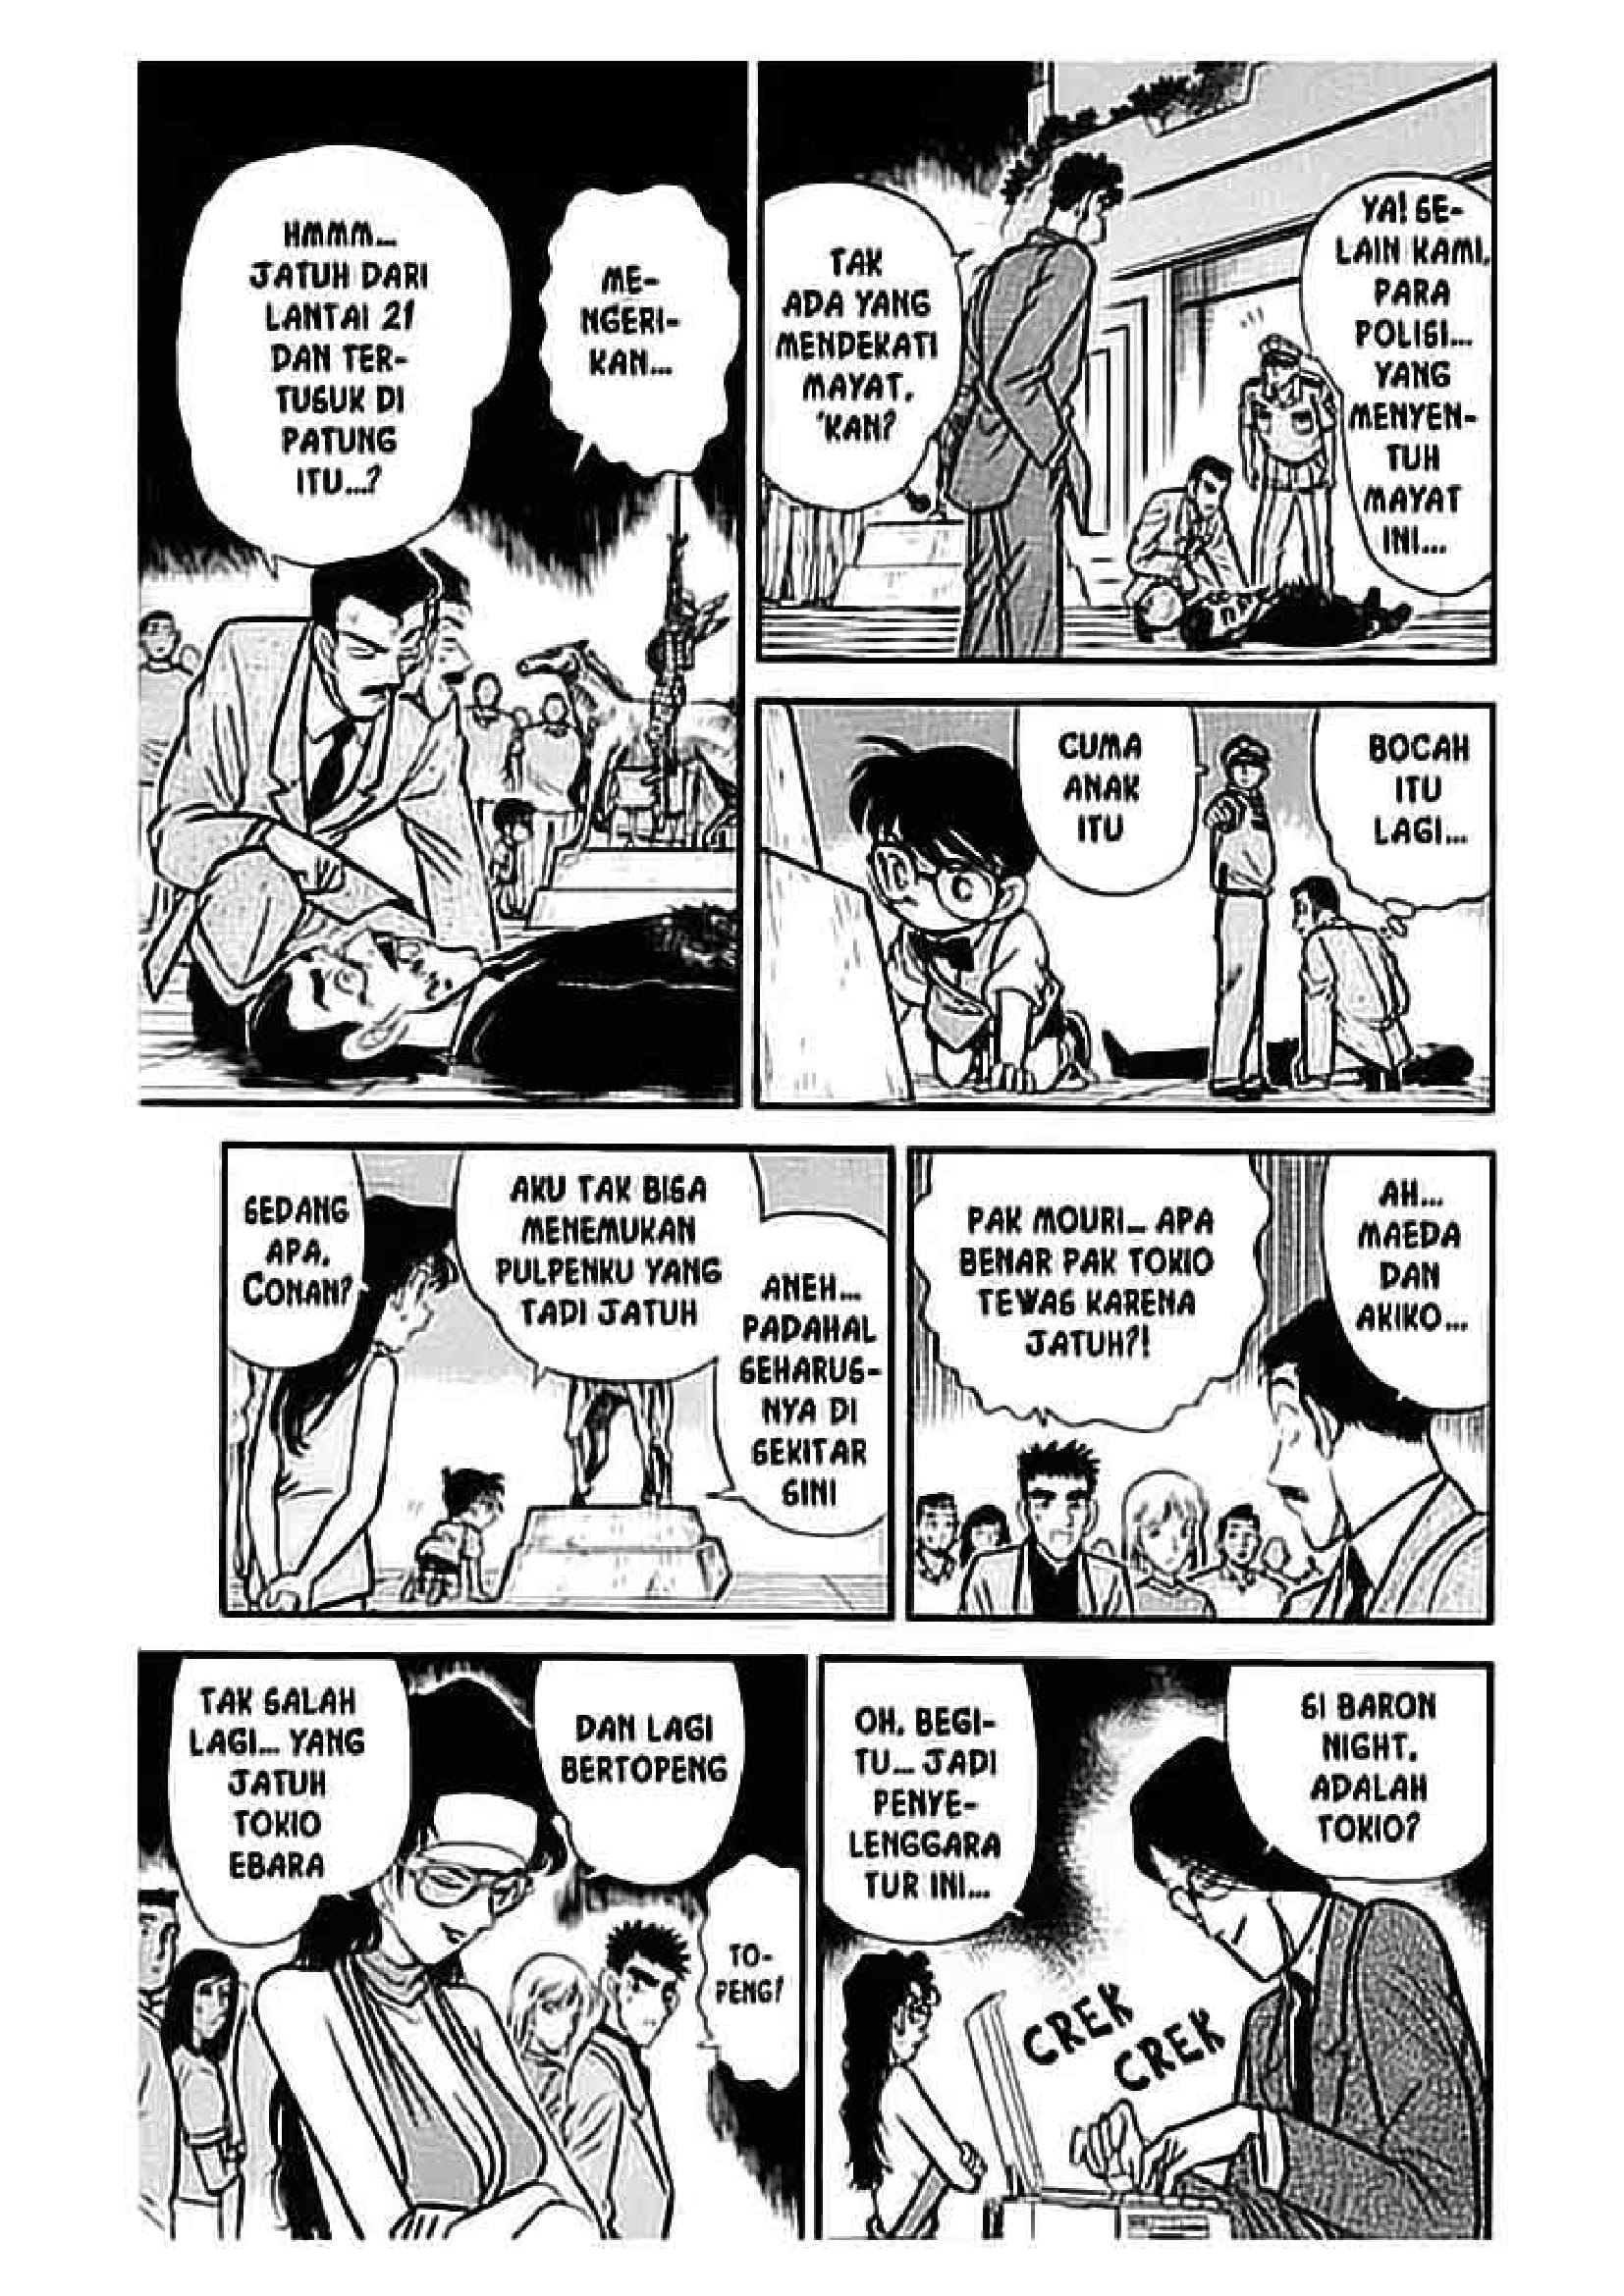 HMMM...
JATUH DARI
LANTAI 21
DAN TER-
TUSUK DI
PATUNG
ITU...?
ME-
NGERI-
KAN...
TAK
ADA YANG
MENDEKATI
MAYAT,
'KAN?
YA! SE-
LAIN KAMI,
PARA
POLISI...
YANG
MENYEN-
TUH
MAYAT
INI...
CUMA
ANAK
ITU
BOCAH
ITU
LAGI...
SEDANG
APA,
CONAN?
AKU TAK BISA
MENEMUKAN
PULPENKU YANG
TADI JATUH
ANEH...
PADAHAL
SEHARUS-
NYA DI
SEKITAR
SINI
PAK MOURI... APA
BENAR PAK TOKIO
TEWAS KARENA
JATUH?!
AH...
MAEDA
DAN
AKIKO...
TAK SALAH
LAGI... YANG
JATUH
TOKIO
EBARA
DAN LAGI
BERTOPENG
TO-
PENG!
OH, BEGI-
TU... JADI
PENYE-
LENGGARA
TUR INI...
SI BARON
NIGHT,
ADALAH
TOKIO?
CREK
CREK